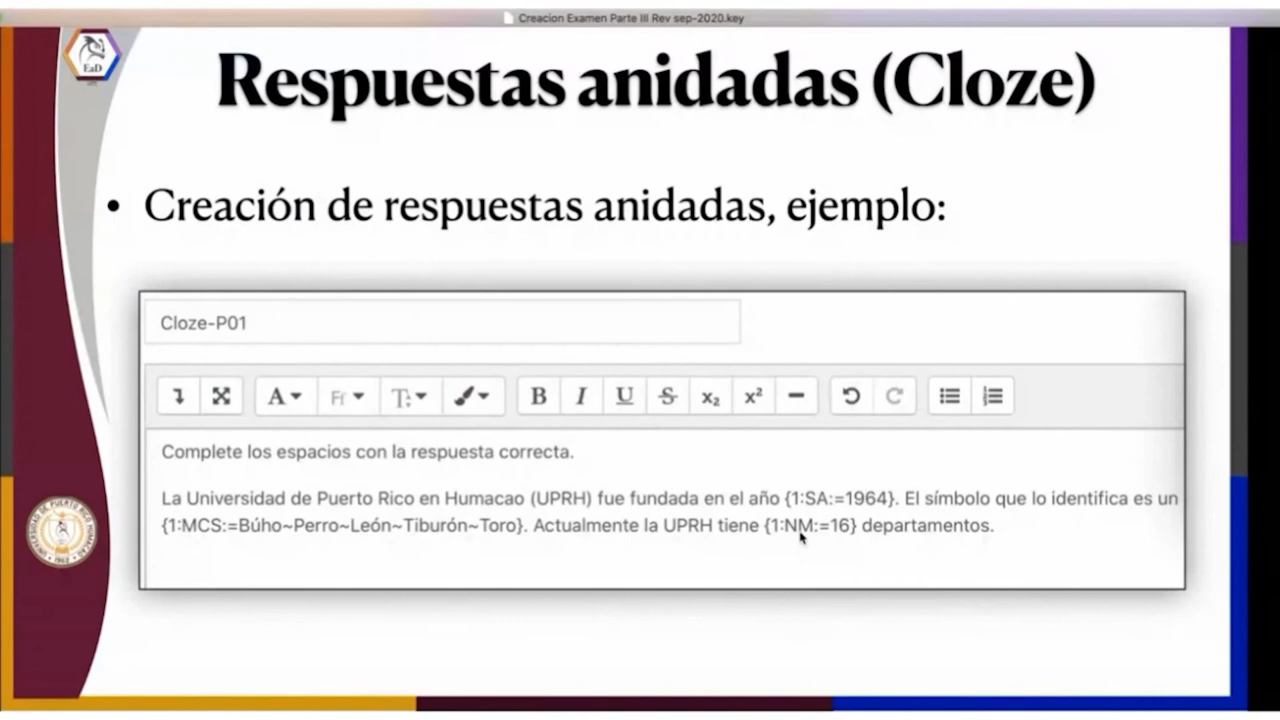 Creacion Examen Parte III Rev sep-2020.key
EaD
Respuestas anidadas (Cloze)
• Creación de respuestas anidadas, ejemplo:
Cloze-P01
B I U S x₂ x²
Complete los espacios con la respuesta correcta.
La Universidad de Puerto Rico en Humacao (UPRH) fue fundada en el año {1:SA:=1964}. El símbolo que lo identifica es un
{1:MCS:=Búho~Perro~León~Tiburón~Toro}. Actualmente la UPRH tiene {1:NM:=16} departamentos.